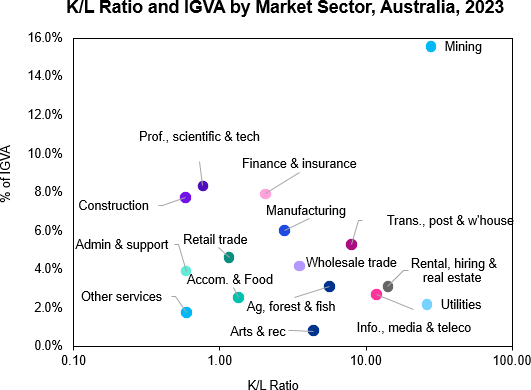 K/L Ratio and IGVA by Market Sector, Australia, 2023
16.0%
Mining
14.0%
12.0%
10.0%
Prof., scientific & tech
Finance & insurance
% of IGVA
8.0%
Construction
Manufacturing
Trans., post & w'house
6.0%
Admin & support
Retail trade
4.0%
Accom. & Food
Wholesale trade
Rental, hiring &
real estate
Other services
Ag, forest & fish
Utilities
2.0%
Arts & rec
Info., media & teleco
0.0%
0.10
1.00
10.00
100.00
K/L Ratio